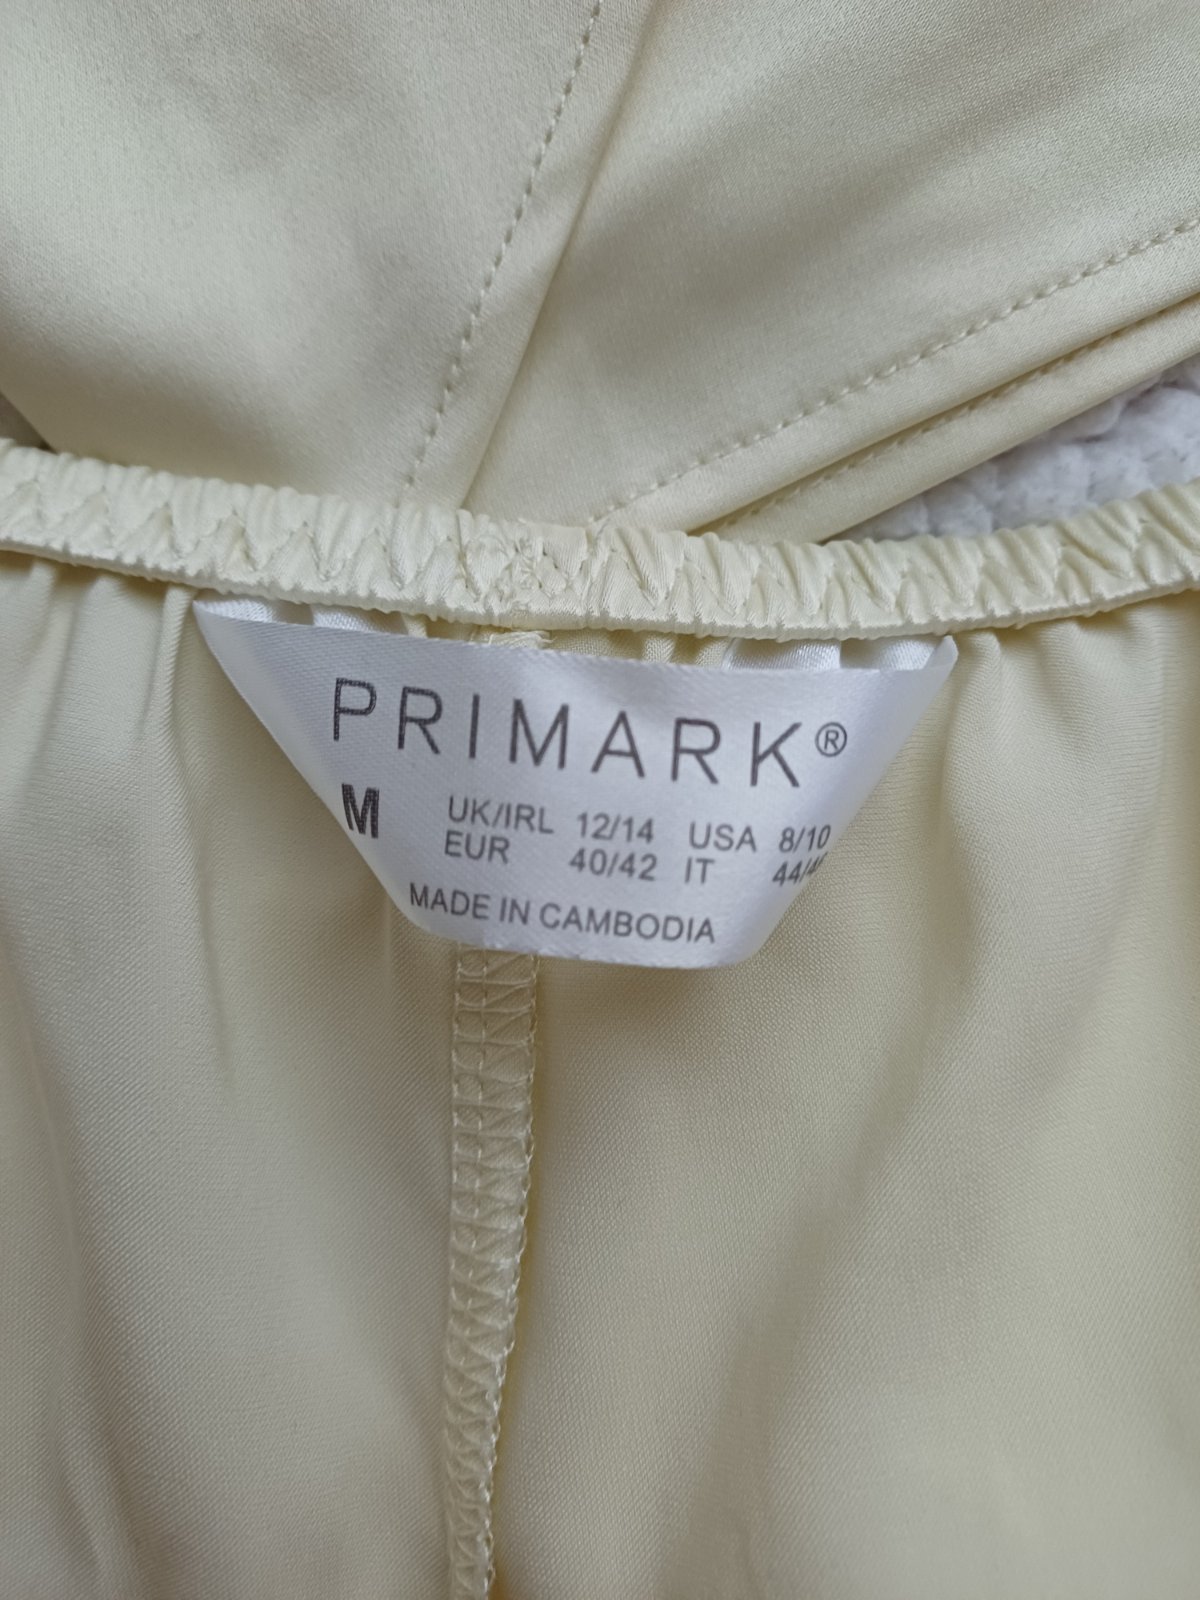 PRIMARK®
M UK/IRL 12/14 USA 8/10
EUR 40/42 IT
MADE IN CAMBODIA